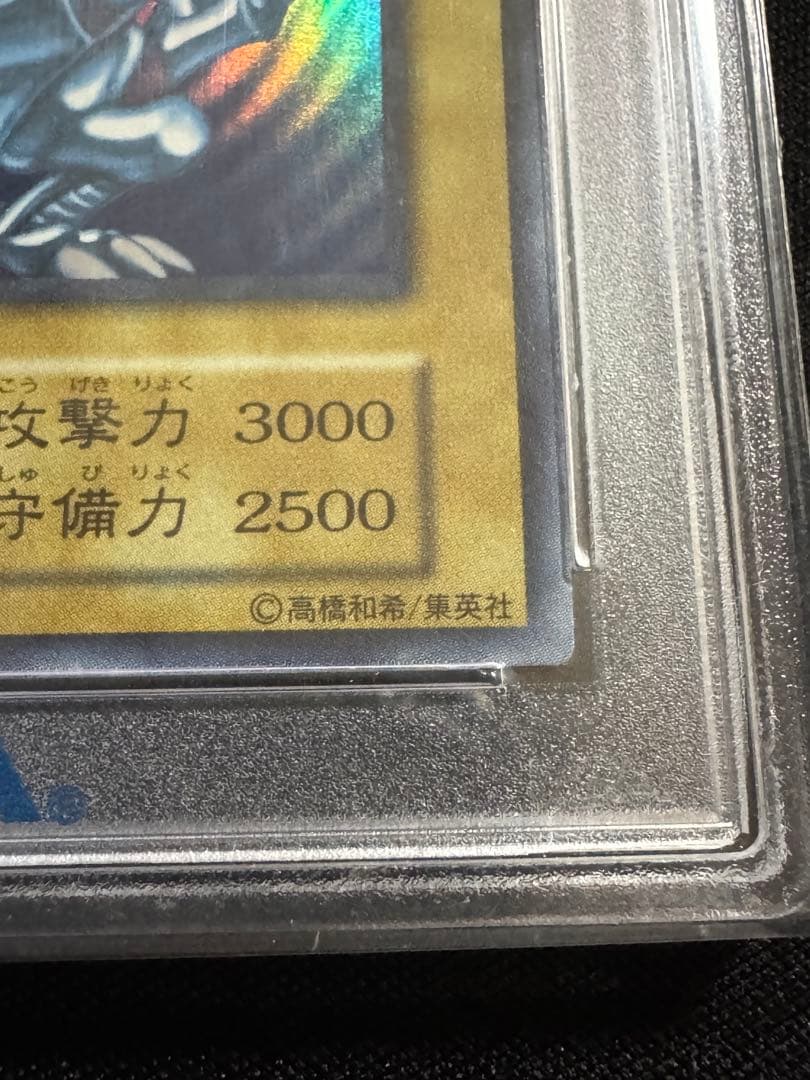 こう げき りょく
攻撃力 3000
しゅ び りょく
守備力 2500
©高橋和希/集英社
®